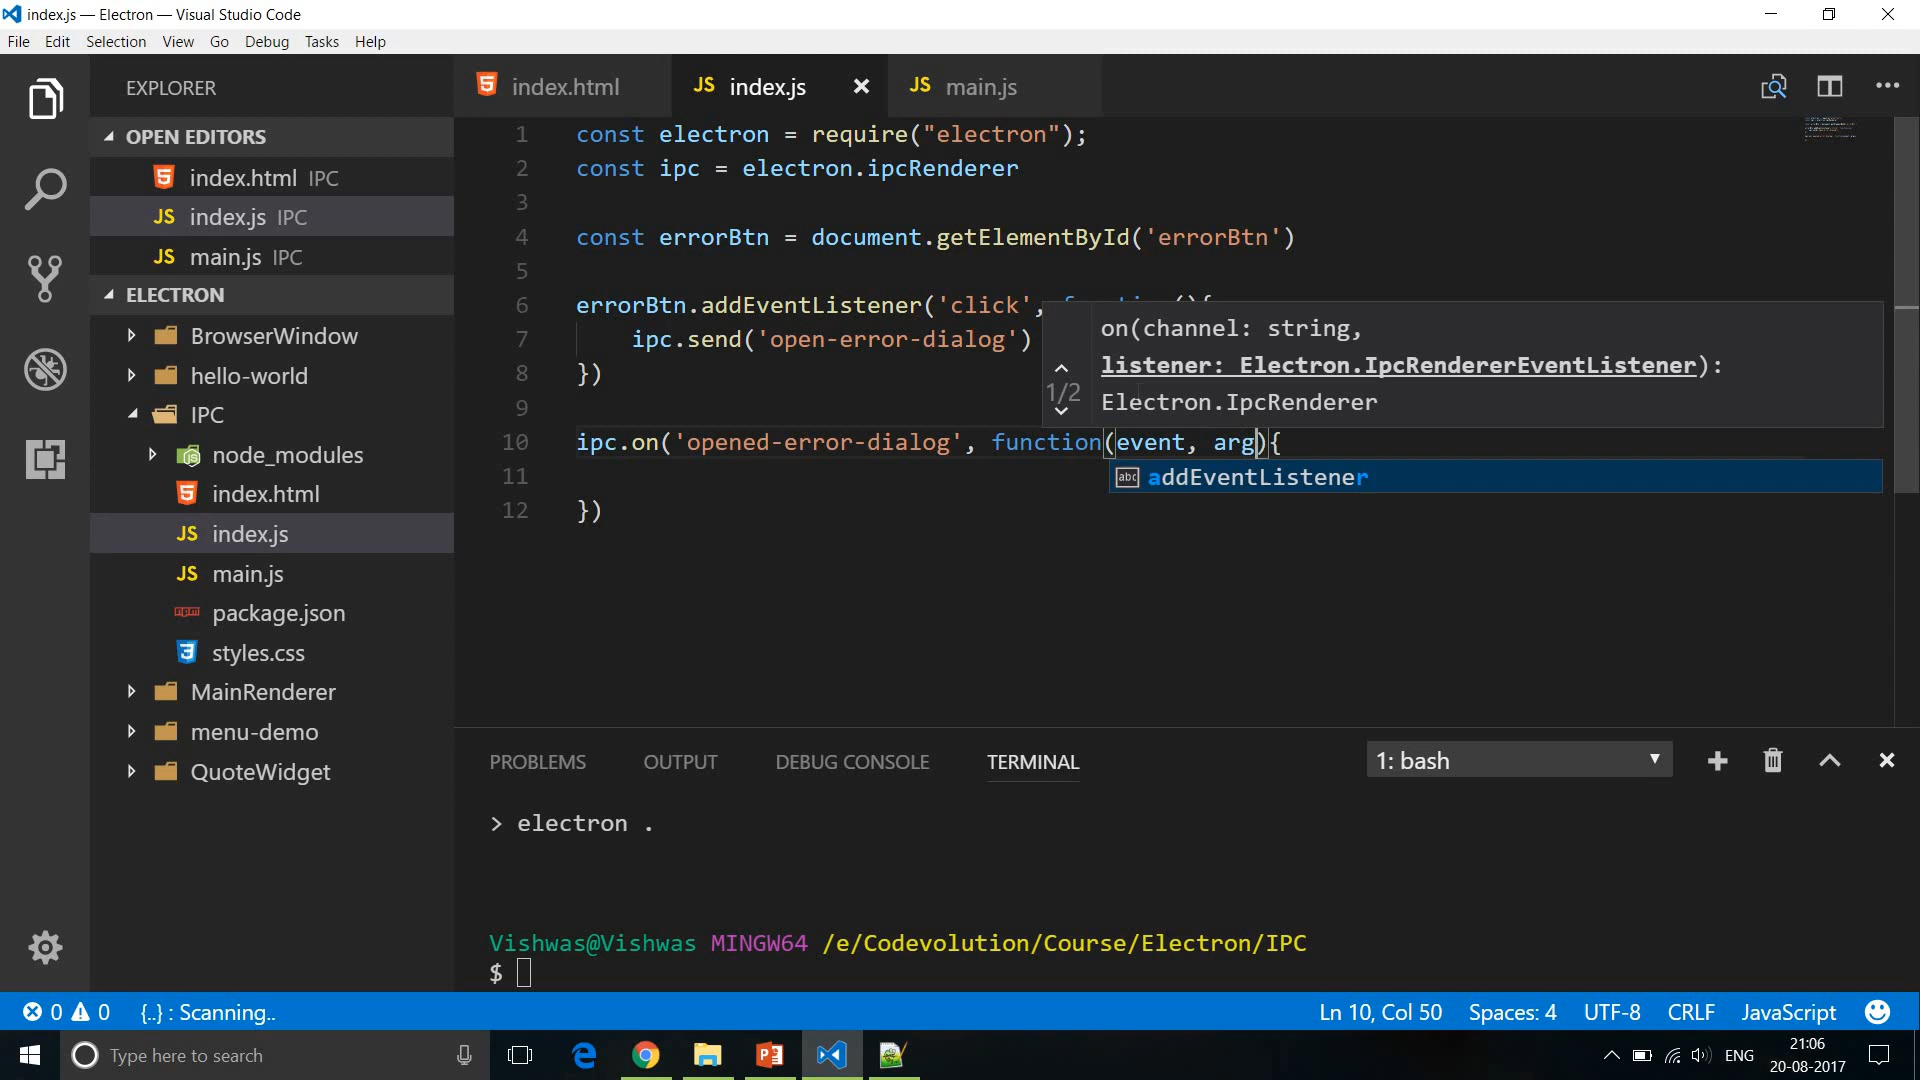 index.js — Electron — Visual Studio Code
File Edit Selection View Go Debug Tasks Help
EXPLORER
OPEN EDITORS
index.html IPC
JS index.js IPC
JS main.js IPC
ELECTRON
BrowserWindow
hello-world
IPC
node_modules
index.html
JS index.js
JS main.js
package.json
styles.css
MainRenderer
menu-demo
QuoteWidget
index.html JS index.js JS main.js
1 const electron = require("electron");
2 const ipc = electron.ipcRenderer
3
4 const errorBtn = document.getElementById('errorBtn')
5
6 errorBtn.addEventListener('click', function(){
7 ipc.send('open-error-dialog')
8 })
9
10 ipc.on('opened-error-dialog', function(event, arg){
11
12 })
on(channel: string,
listener: Electron.IpcRendererEventListener):
1/2
Electron.IpcRenderer
abc addEventListener
PROBLEMS OUTPUT DEBUG CONSOLE TERMINAL 1: bash
> electron .
Vishwas@Vishwas MINGW64 /e/Codevolution/Course/Electron/IPC
$
0 0 {..} : Scanning.. Ln 10, Col 50 Spaces: 4 UTF-8 CRLF JavaScript
Type here to search ENG 21:06
20-08-2017